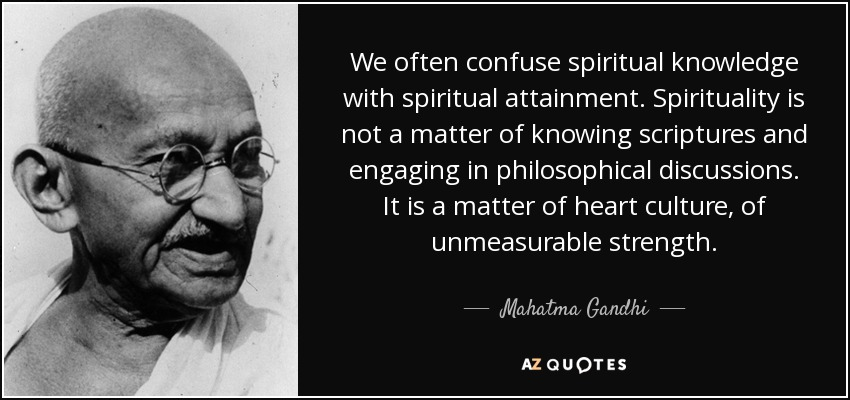 We often confuse spiritual knowledge
with spiritual attainment. Spirituality is
not a matter of knowing scriptures and
engaging in philosophical discussions.
It is a matter of heart culture, of
unmeasurable strength.
Mahatma Gandhi
AZ QUOTES